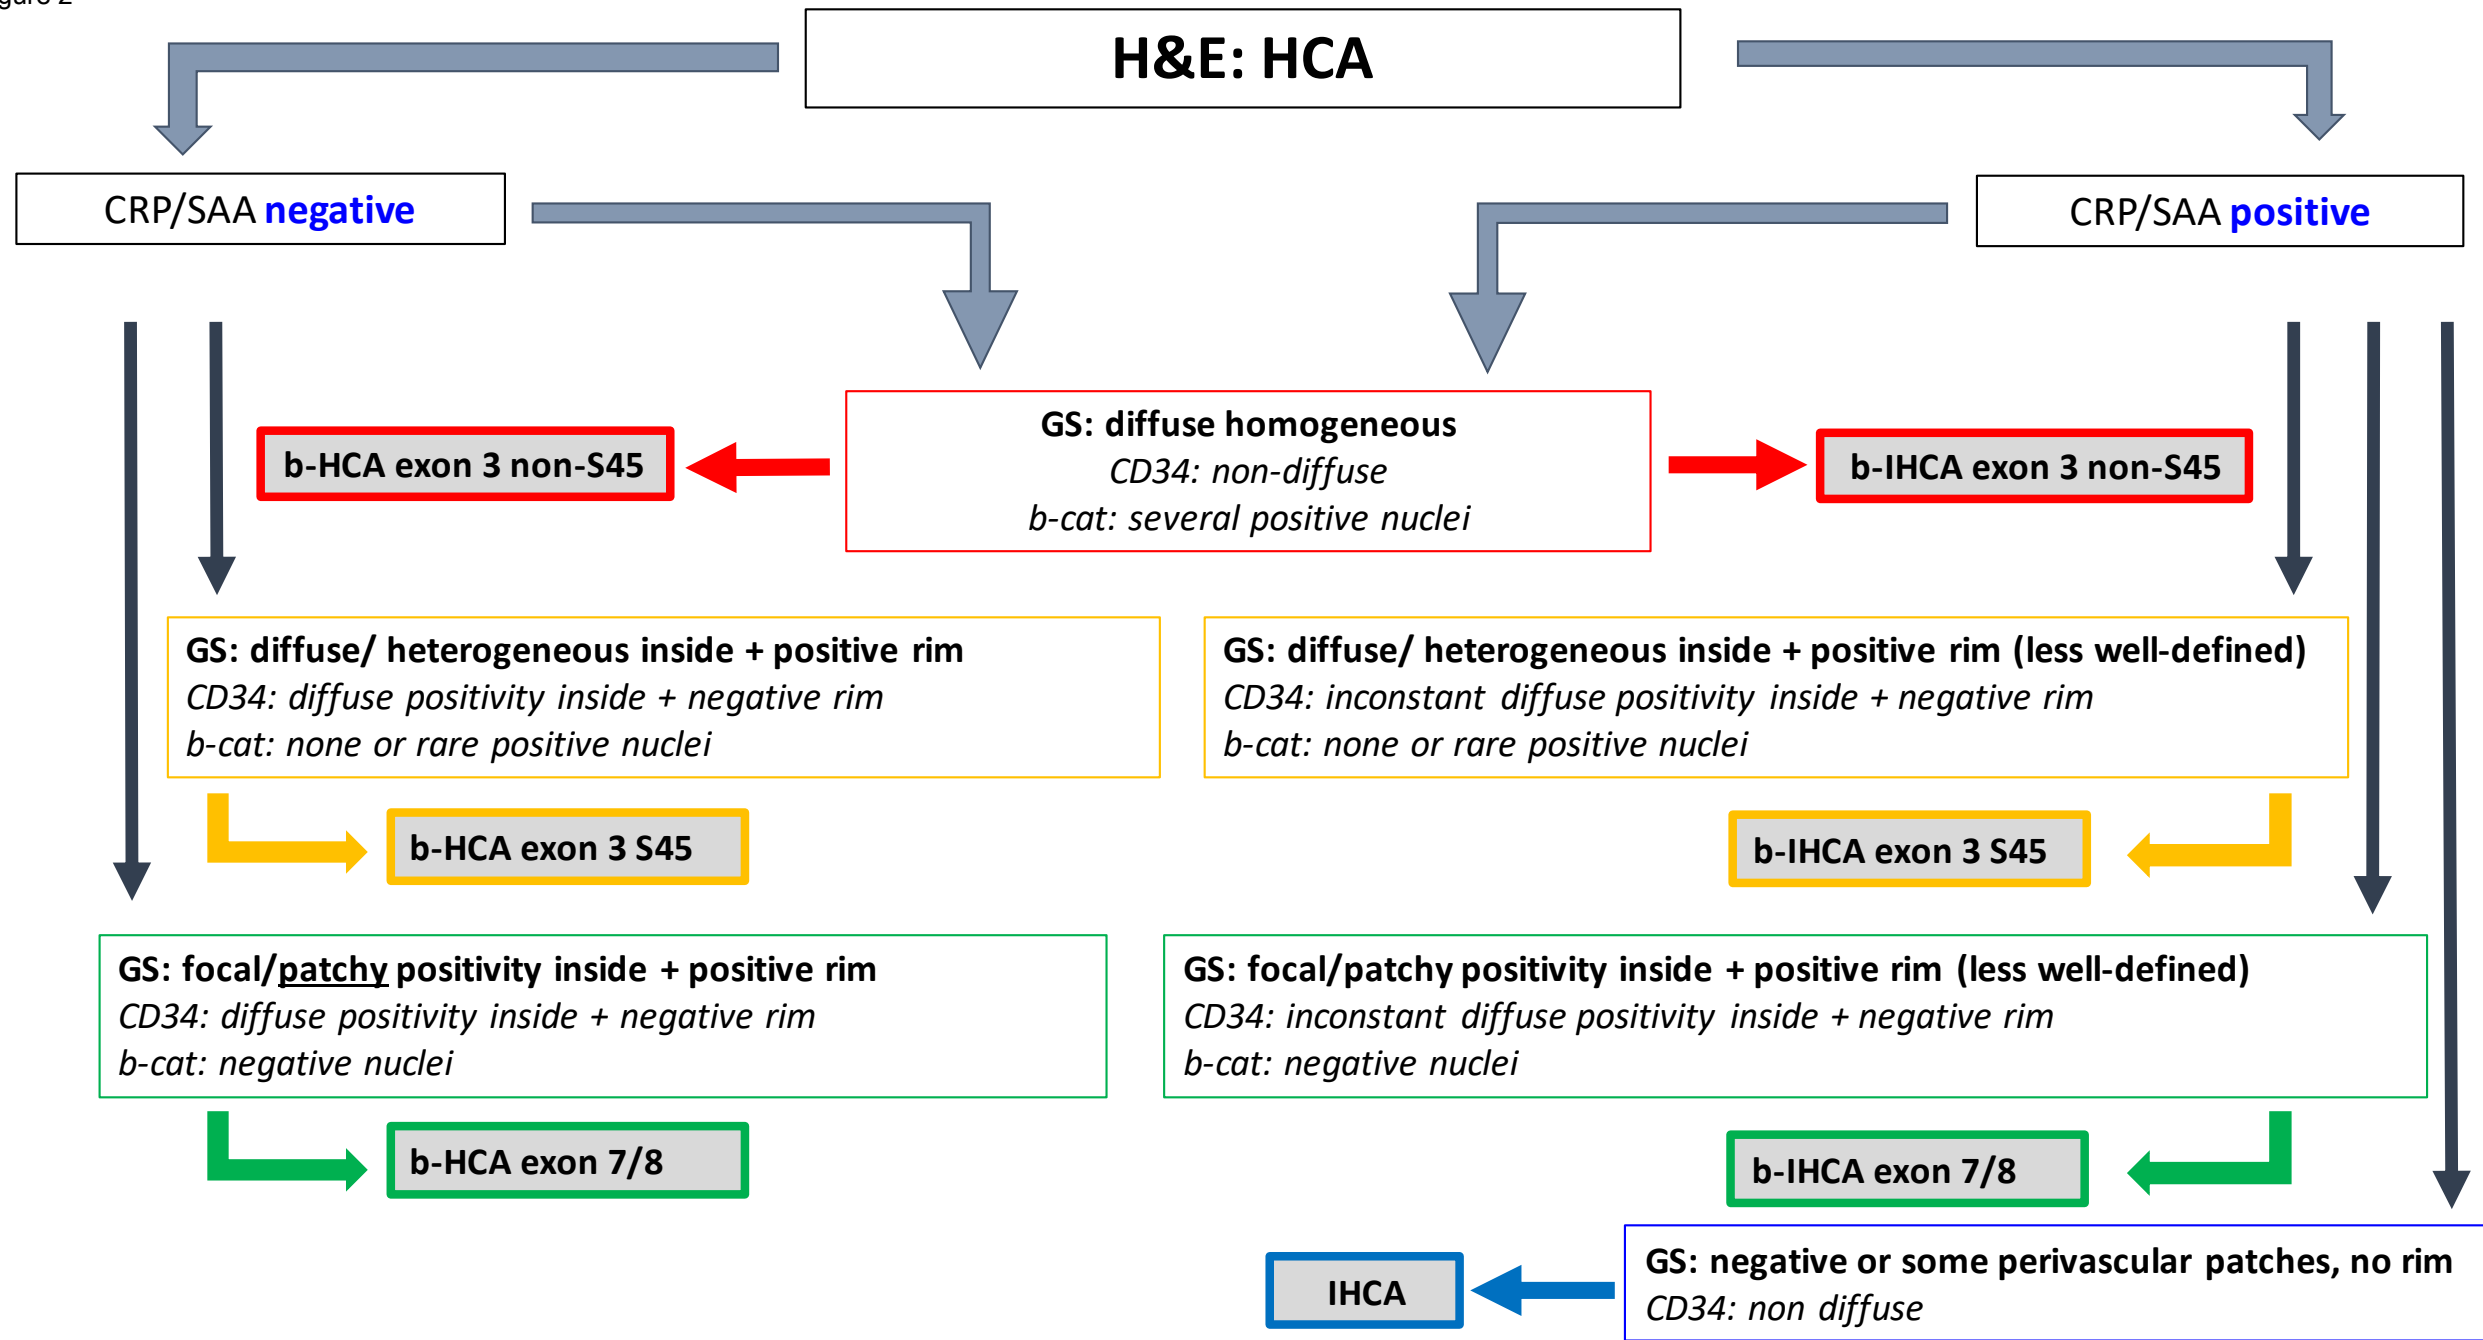 gure 2
H&E: HCA
CRP/SAA negative
CRP/SAA positive
GS: diffuse homogeneous
CD34: non-diffuse
b-cat: several positive nuclei
b-HCA exon 3 non-S45
b-IHCA exon 3 non-S45
GS: diffuse/ heterogeneous inside + positive rim
CD34: diffuse positivity inside + negative rim
b-cat: none or rare positive nuclei
GS: diffuse/ heterogeneous inside + positive rim (less well-defined)
CD34: inconstant diffuse positivity inside + negative rim
b-cat: none or rare positive nuclei
b-HCA exon 3 S45
b-IHCA exon 3 S45
GS: focal/patchy positivity inside + positive rim
CD34: diffuse positivity inside + negative rim
b-cat: negative nuclei
GS: focal/patchy positivity inside + positive rim (less well-defined)
CD34: inconstant diffuse positivity inside + negative rim
b-cat: negative nuclei
b-HCA exon 7/8
b-IHCA exon 7/8
GS: negative or some perivascular patches, no rim
CD34: non diffuse
IHCA